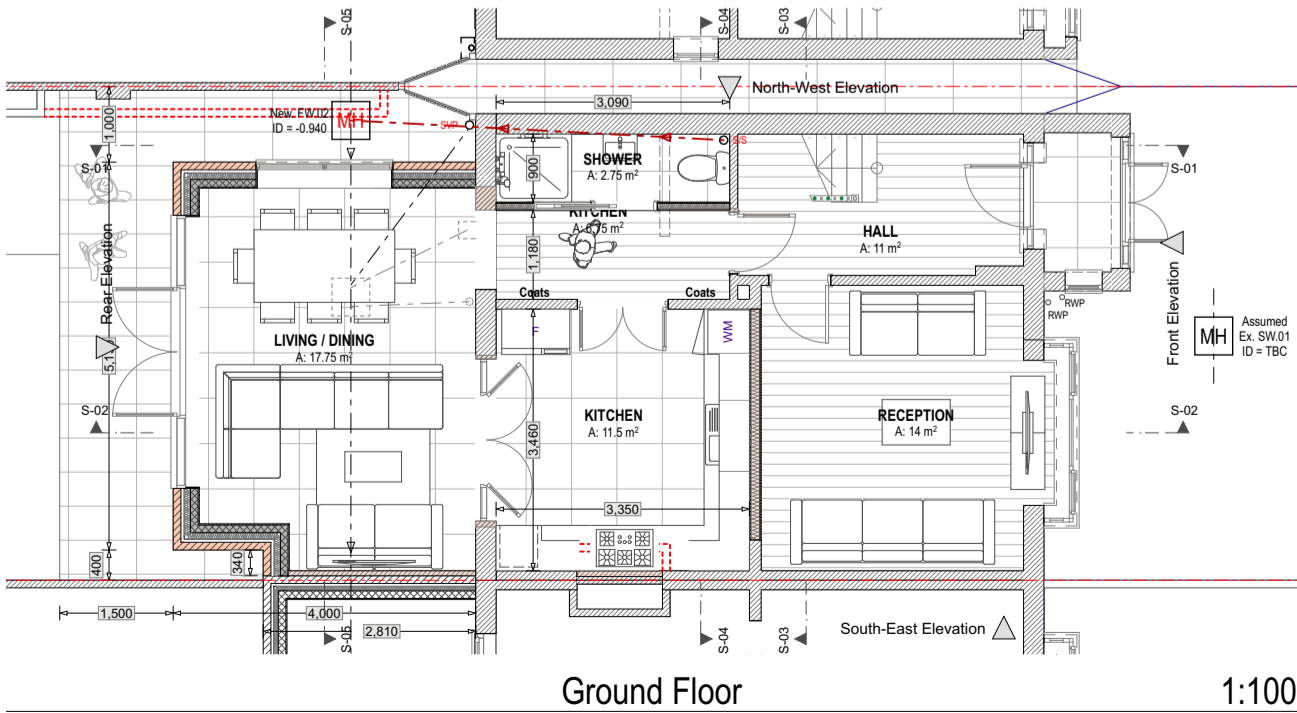 S-05
S-04
S-03
North-West Elevation
3,090
1,000
New FW.02
ID = -0.940
MH
SVP
S/S
S-01
SHOWER
A: 2.75 m²
900
S-01
KITCHEN
HALL
A: 11 m²
1,180
Rear Elevation
Front Elevation
Coats
Coats
RWP
RWP
MH
Assumed
Ex. SW.01
ID = TBC
F
WM
LIVING / DINING
A: 17.75 m²
S-02
KITCHEN
A: 11.5 m²
RECEPTION
A: 14 m²
S-02
3,460
3,350
400
340
1,500
4,000
2,810
S-05
S-04
S-03
South-East Elevation
Ground Floor
1:100